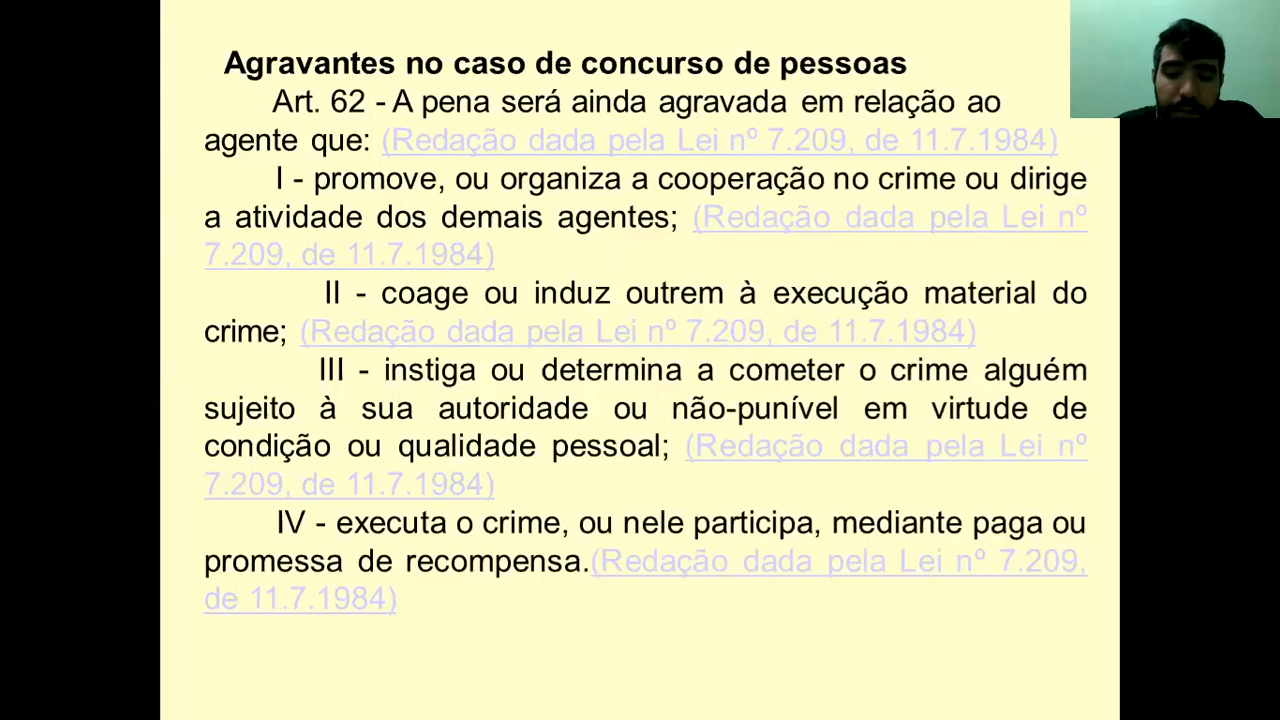 Agravantes no caso de concurso de pessoas
Art. 62 - A pena será ainda agravada em relação ao
agente que: (Redação dada pela Lei nº 7.209, de 11.7.1984)
I - promove, ou organiza a cooperação no crime ou dirige
a atividade dos demais agentes; (Redação dada pela Lei nº
7.209, de 11.7.1984)
II - coage ou induz outrem à execução material do
crime; (Redação dada pela Lei nº 7.209, de 11.7.1984)
III - instiga ou determina a cometer o crime alguém
sujeito à sua autoridade ou não-punível em virtude de
condição ou qualidade pessoal; (Redação dada pela Lei nº
7.209, de 11.7.1984)
IV - executa o crime, ou nele participa, mediante paga ou
promessa de recompensa.(Redação dada pela Lei nº 7.209,
de 11.7.1984)